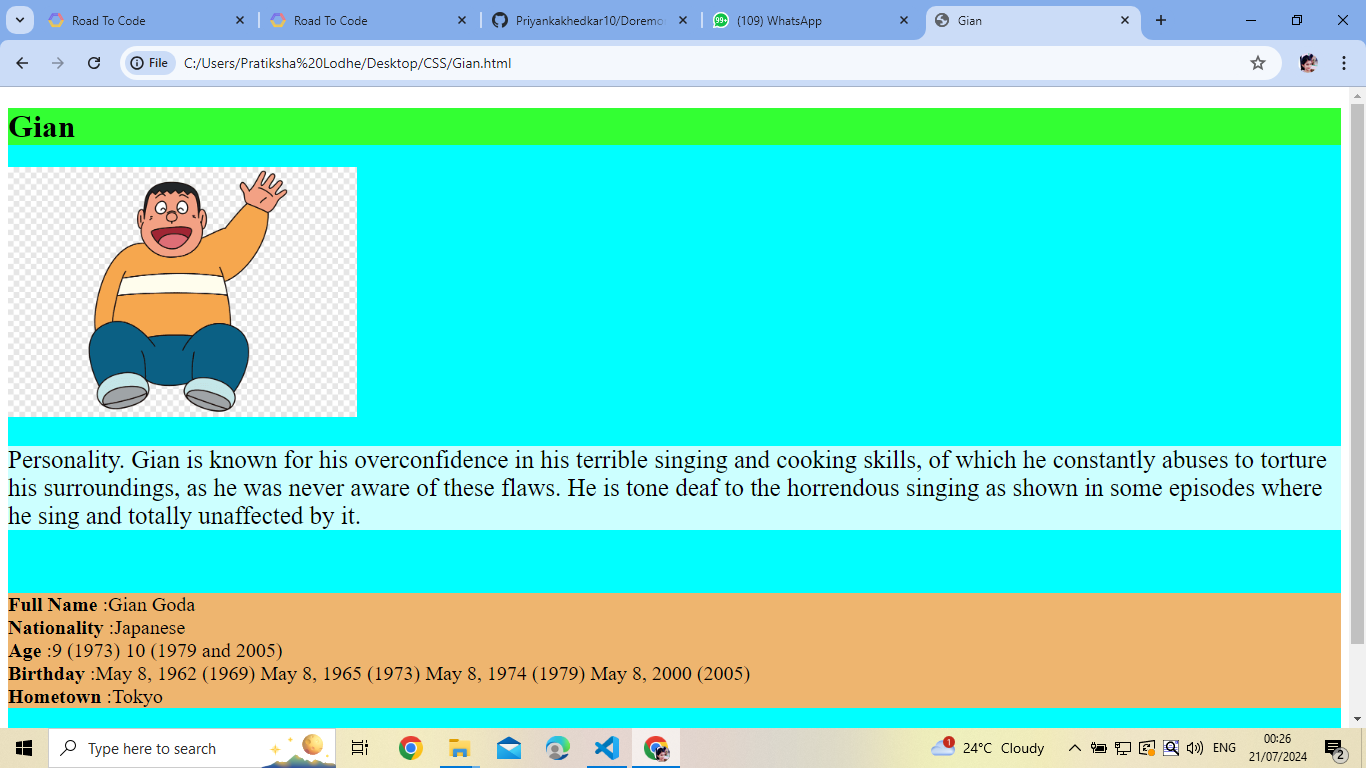 Road To Code
Road To Code
Priyankakhedkar10/Doremo
99+
(109) WhatsApp
Gian
File
C:/Users/Pratiksha%20Lodhe/Desktop/CSS/Gian.html
Gian
Personality. Gian is known for his overconfidence in his terrible singing and cooking skills, of which he constantly abuses to torture
his surroundings, as he was never aware of these flaws. He is tone deaf to the horrendous singing as shown in some episodes where
he sing and totally unaffected by it.
Full Name :Gian Goda
Nationality :Japanese
Age :9 (1973) 10 (1979 and 2005)
Birthday :May 8, 1962 (1969) May 8, 1965 (1973) May 8, 1974 (1979) May 8, 2000 (2005)
Hometown :Tokyo
Type here to search
1
24°C Cloudy
ENG
00:26
21/07/2024
2